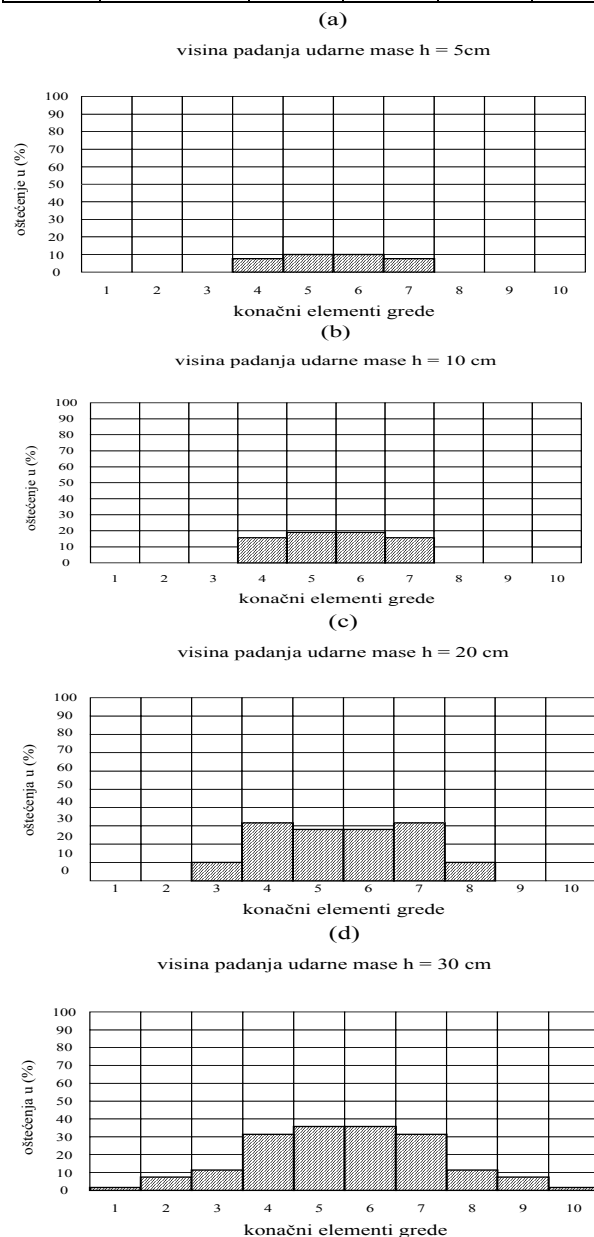 (a)
visina padanja udarne mase h = 5cm
100
90
80
70
60
50
40
30
20
10
0
oštećenje u (%)
1 2 3 4 5 6 7 8 9 10
konačni elementi grede
(b)
visina padanja udarne mase h = 10 cm
100
90
80
70
60
50
40
30
20
10
0
oštećenje u (%)
1 2 3 4 5 6 7 8 9 10
konačni elementi grede
(c)
visina padanja udarne mase h = 20 cm
100
90
80
70
60
50
40
30
20
10
0
oštećenja u (%)
1 2 3 4 5 6 7 8 9 10
konačni elementi grede
(d)
visina padanja udarne mase h = 30 cm
100
90
80
70
60
50
40
30
20
10
0
oštećenja u (%)
1 2 3 4 5 6 7 8 9 10
konačni elementi grede